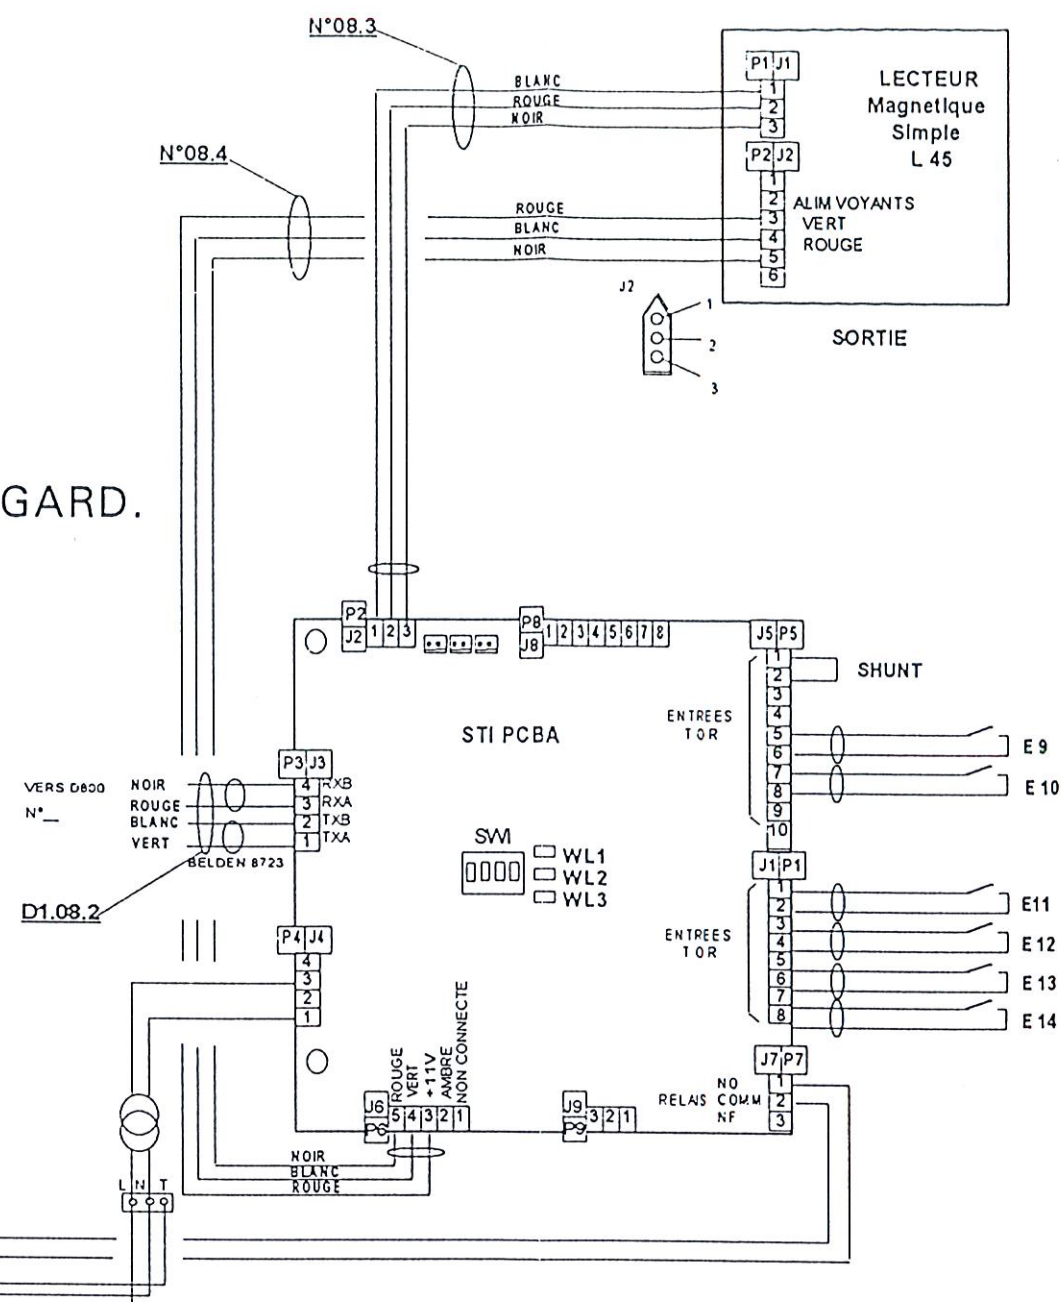 N°08.3
P1 J1
1
2
3
BLANC
ROUGE
NOIR
LECTEUR
Magnetique
Simple
L 45
N°08.4
P2 J2
1
2
3
4
5
6
ALIM VOYANTS
VERT
ROUGE
ROUGE
BLANC
NOIR
J2
1
2
3
SORTIE
GARD.
P2
J2
1 2 3
P8
J8
1 2 3 4 5 6 7 8
J5 P5
1
2
3
4
5
6
7
8
9
10
SHUNT
ENTREES
TOR
E 9
E 10
STI PCBA
P3 J3
4 RXB
3 RXA
2 TXB
1 TXA
VERS D800
N°__
NOIR
ROUGE
BLANC
VERT
BELDEN 8723
D1.08.2
SWI
WL1
WL2
WL3
J1 P1
1
2
3
4
5
6
7
8
ENTREES
TOR
E11
E 12
E 13
E 14
P4 J4
4
3
2
1
ROUGE
VERT
+11V
AMBRE
NON CONNECTE
J6
P6
5 4 3 2 1
J9
P9
3 2 1
J7 P7
1
2
3
NO
RELAIS COMM
NF
NOIR
BLANC
ROUGE
L N T